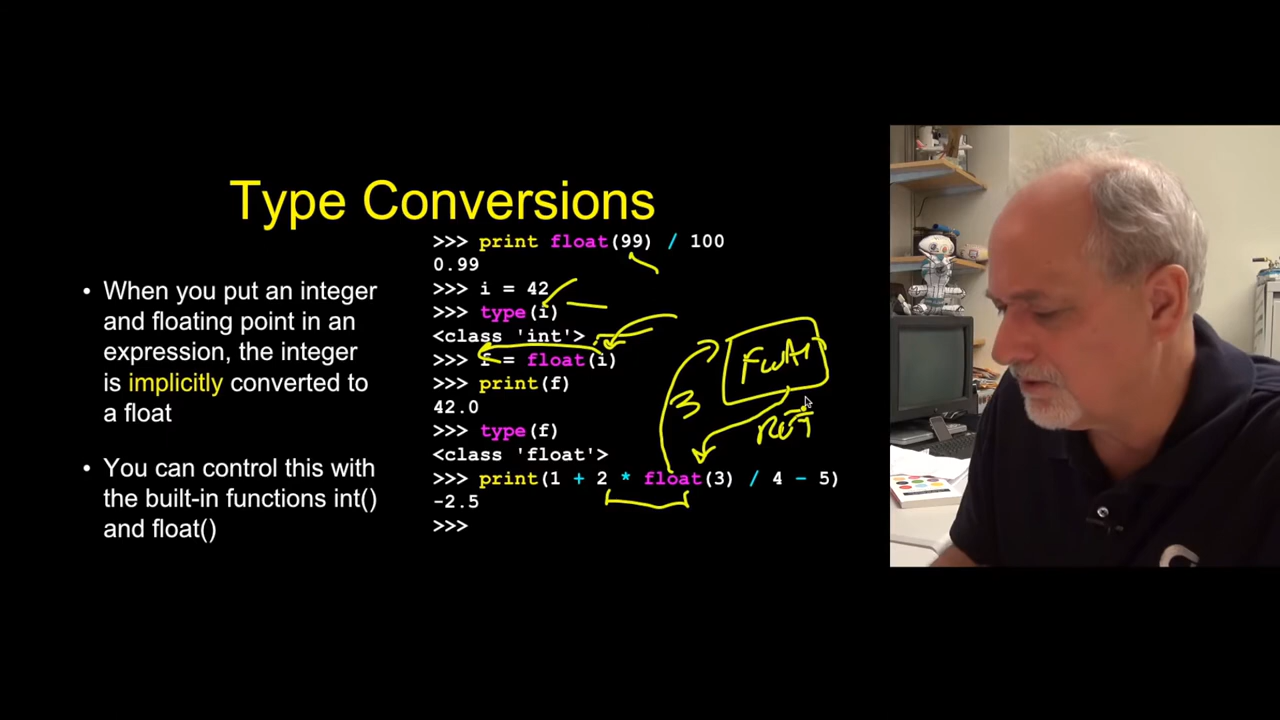 Type Conversions
• When you put an integer
and floating point in an
expression, the integer
is implicitly converted to
a float
• You can control this with
the built-in functions int()
and float()
>>> print float(99) / 100
0.99
>>> i = 42
>>> type(i)
<class 'int'>
>>> f = float(i)
>>> print(f)
42.0
>>> type(f)
<class 'float'>
>>> print(1 + 2 * float(3) / 4 - 5)
-2.5
>>>
3